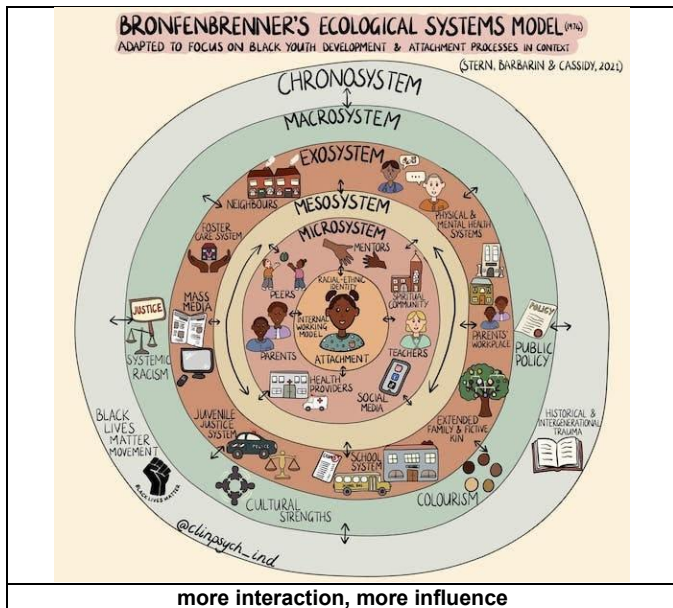 BRONFENBRENNER'S ECOLOGICAL SYSTEMS MODEL (1974)
ADAPTED TO FOCUS ON BLACK YOUTH DEVELOPMENT & ATTACHMENT PROCESSES IN CONTEXT
(STERN, BARBARIN & CASSIDY, 2021)
CHRONOSYSTEM
MACROSYSTEM
EXOSYSTEM
NEIGHBOURS
MESOSYSTEM
PHYSICAL &
MENTAL HEALTH
SYSTEMS
FOSTER
CARE SYSTEM
MICROSYSTEM
MENTORS
PEERS
RACIAL-ETHNIC
IDENTITY
SPIRITUAL
COMMUNITY
JUSTICE
SYSTEMIC
RACISM
MASS
MEDIA
INTERNAL
WORKING
MODEL
PARENTS
ATTACHMENT
TEACHERS
PARENTS'
WORKPLACE
POLICY
PUBLIC
POLICY
HEALTH
PROVIDERS
SOCIAL
MEDIA
BLACK
LIVES
MATTER
MOVEMENT
BLACK LIVES MATTER
JUVENILE
JUSTICE
SYSTEM
POLICE
SCHOOL
SYSTEM
EXTENDED
FAMILY & FICTIVE
KIN
HISTORICAL &
INTERGENERATIONAL
TRAUMA
CULTURAL
STRENGTHS
COLOURISM
@clinpsych_ind
more interaction, more influence